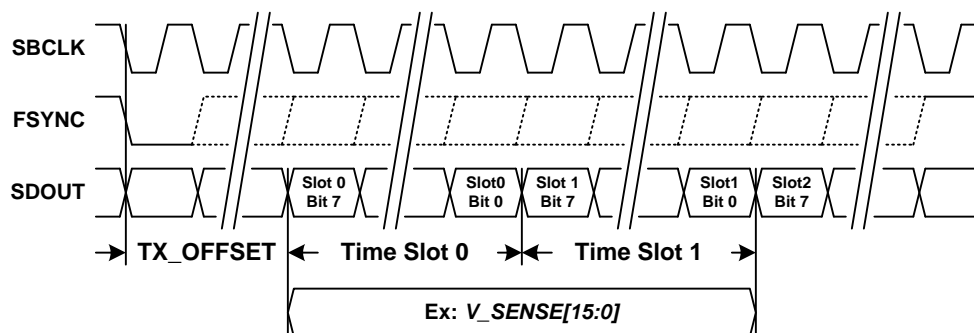 SBCLK
FSYNC
SDOUT
Slot 0
Bit 7
Slot0
Bit 0
Slot 1
Bit 7
Slot1
Bit 0
Slot2
Bit 7
TX_OFFSET
Time Slot 0
Time Slot 1
Ex: V_SENSE[15:0]